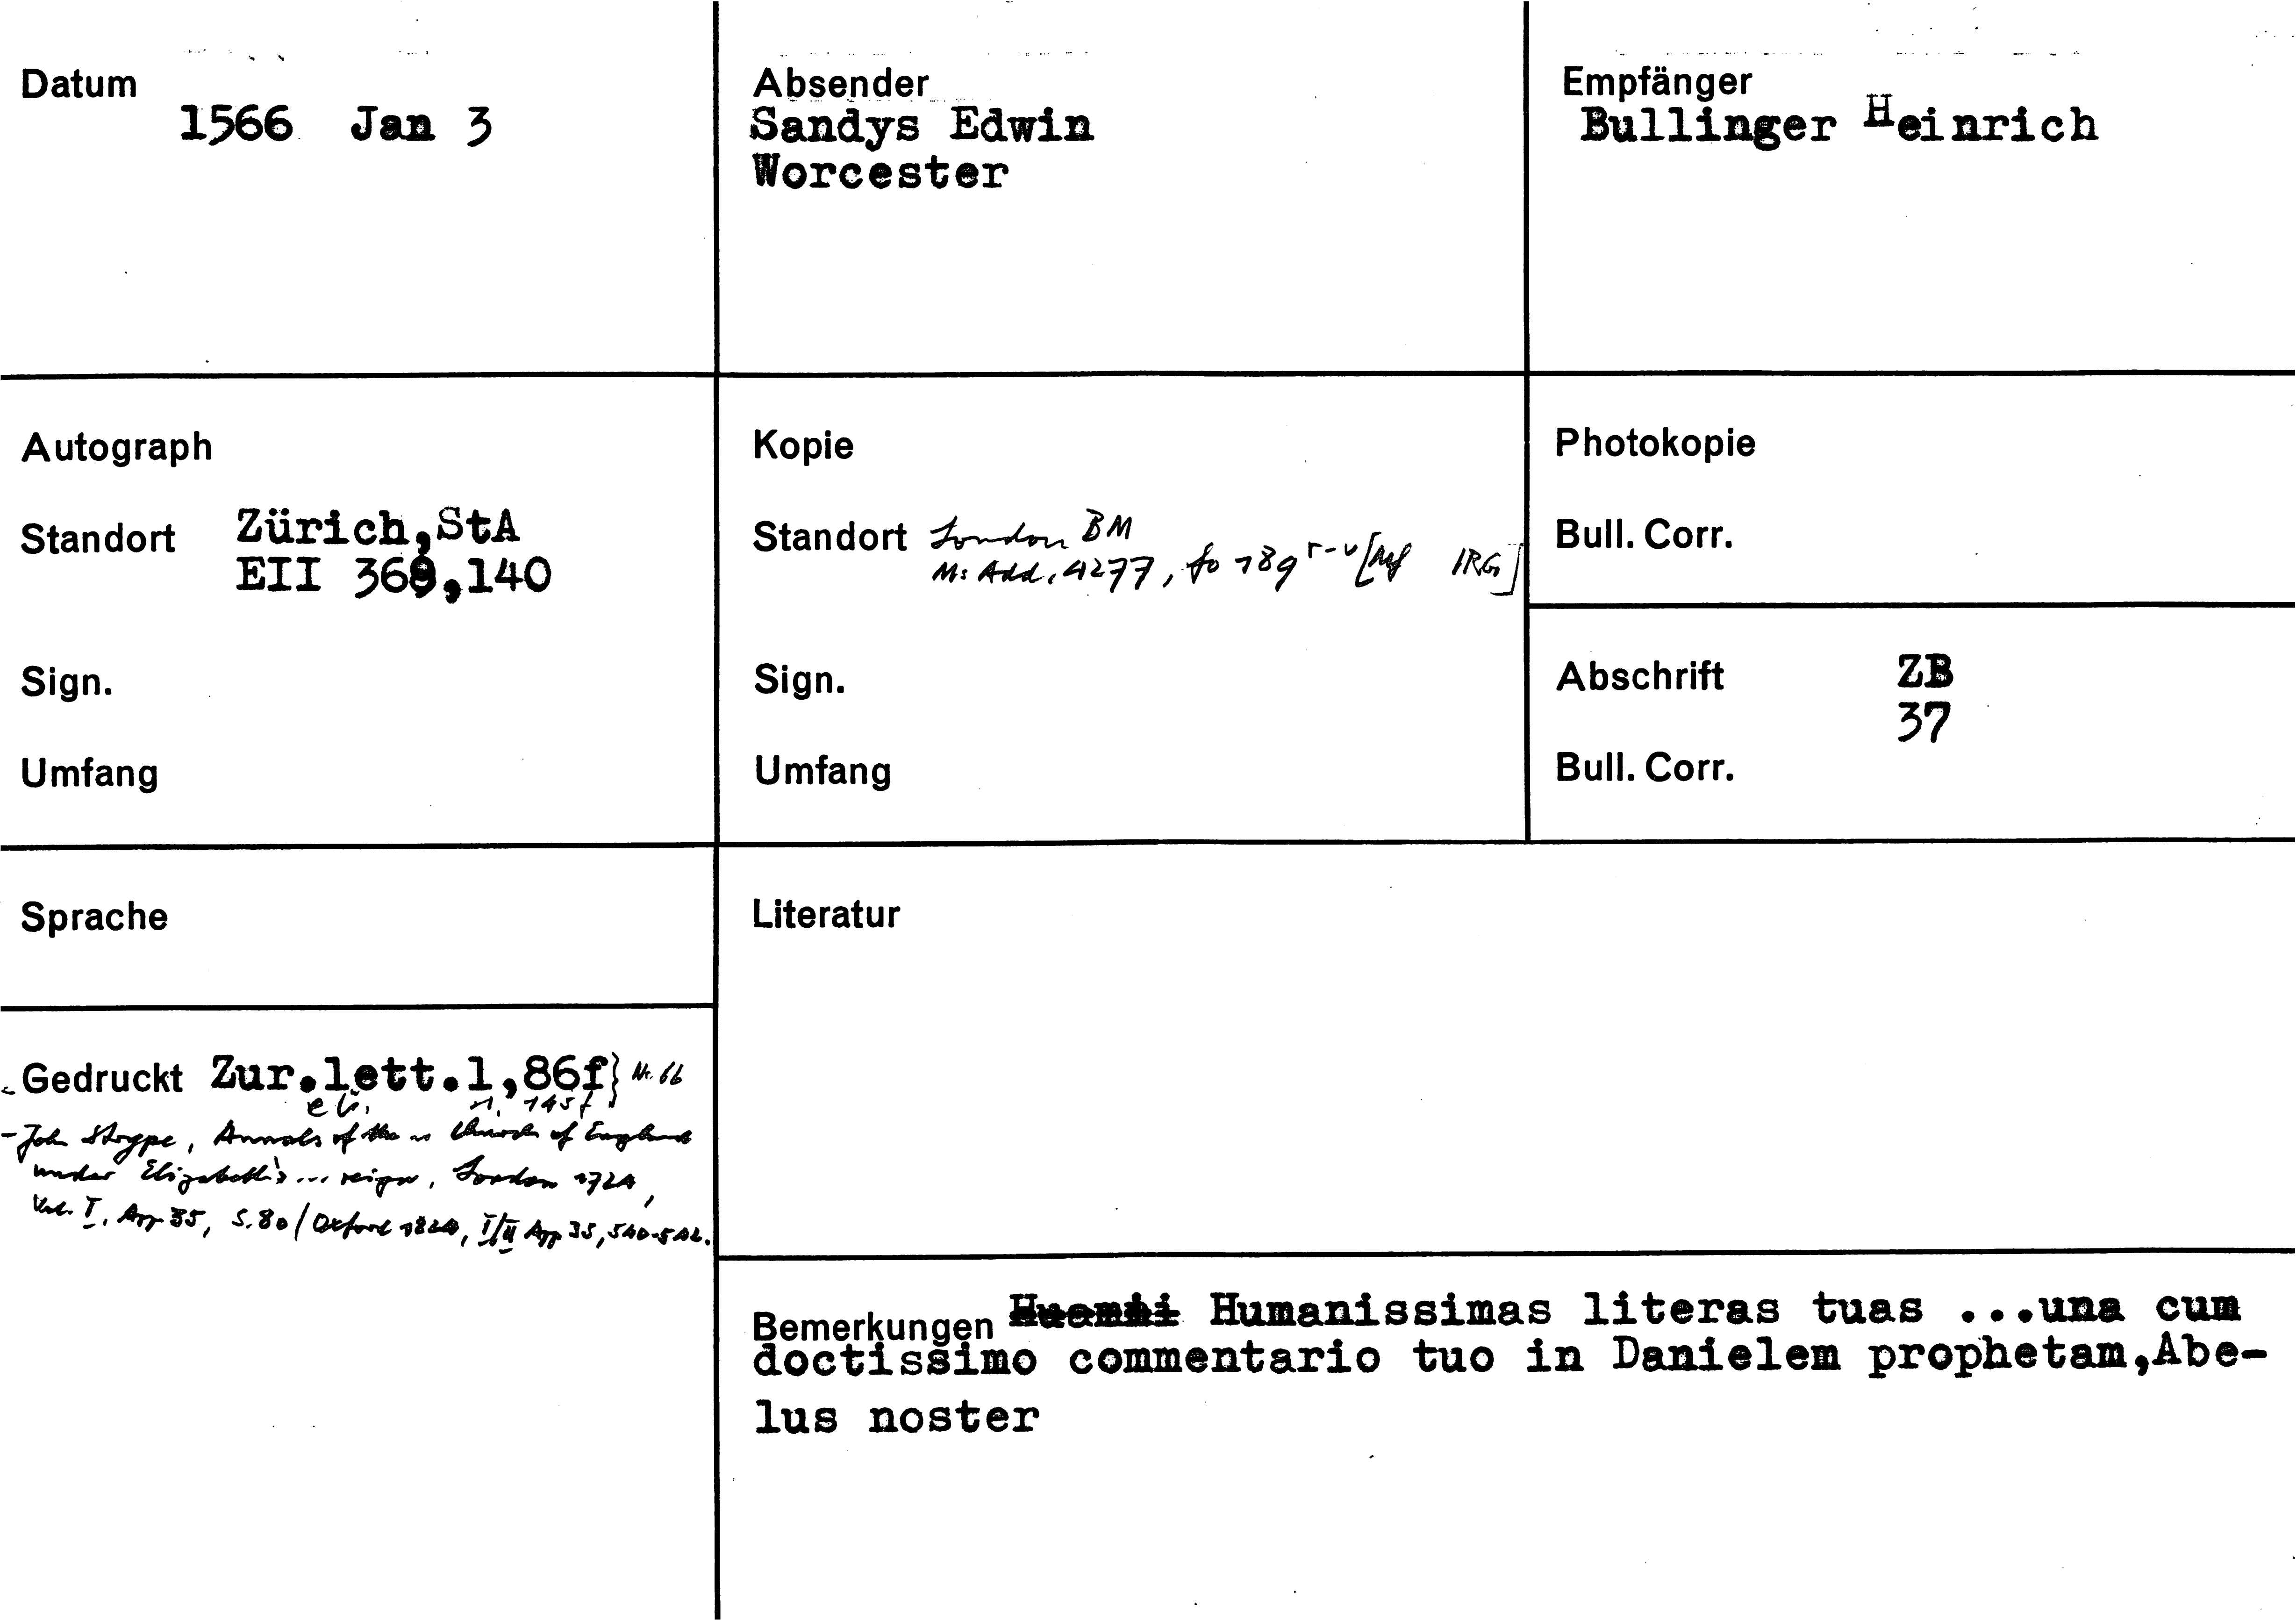 Datum
1566 Jan 3
Absender
Sandys Edwin
Worcester
Empfänger
Bullinger Heinrich
Autograph
Standort Zürich,StA
EII 369,140
Sign.
Umfang
Kopie
Standort London BM
Ms Add. 4277, fo 189 r-v [Mf IRG]
Sign.
Umfang
Photokopie
Bull. Corr.
Abschrift ZB
37
Bull. Corr.
Sprache
Literatur
Gedruckt Zur.lett.1,86f} Nr. 66
1, 145f
- John Strype, Annals of the Church of England
under Elizabeth's ... reign, London 1724,
Vol. I, App 35, S.80 / Oxford 1824, I/II App 35, 540-542.
Bemerkungen Humanissimas literas tuas ...una cum
doctissimo commentario tuo in Danielem prophetam,Abe-
lus noster